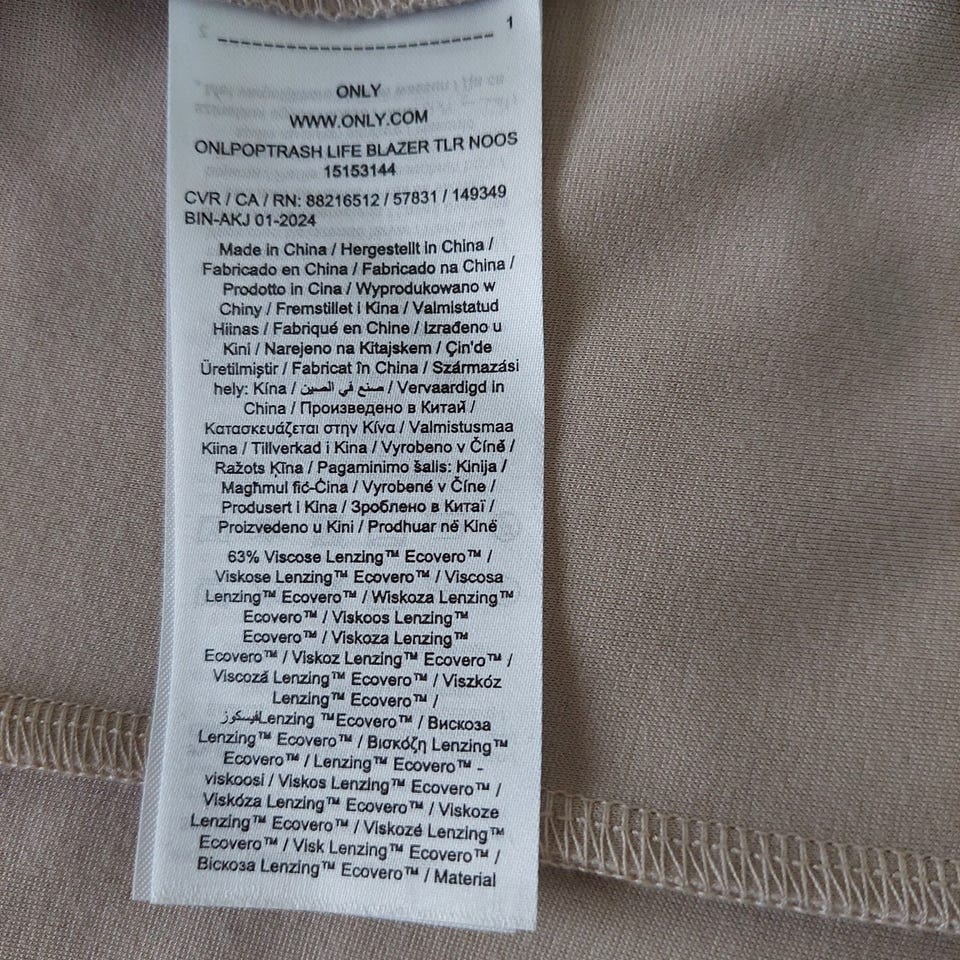 1
ONLY
WWW.ONLY.COM
ONLPOPTRASH LIFE BLAZER TLR NOOS
15153144
CVR / CA / RN: 88216512 / 57831 / 149349
BIN-AKJ 01-2024
Made in China / Hergestellt in China /
Fabricado en China / Fabricado na China /
Prodotto in Cina / Wyprodukowano w
Chiny / Fremstillet i Kina / Valmistatud
Hiinas / Fabriqué en Chine / Izrađeno u
Kini / Narejeno na Kitajskem / Çin'de
Üretilmiştir / Fabricat în China / Származási
hely: Kína / صنع في الصين / Vervaardigd in
China / Произведено в Китай /
Κατασκευάζεται στην Κίνα / Valmistusmaa
Kiina / Tillverkad i Kina / Vyrobeno v Číně /
Ražots Ķīna / Pagaminimo šalis: Kinija /
Magħmul fiċ-Ċina / Vyrobené v Číne /
Produsert i Kina / Зроблено в Китаї /
Proizvedeno u Kini / Prodhuar në Kinë
63% Viscose Lenzing™ Ecovero™ /
Viskose Lenzing™ Ecovero™ / Viscosa
Lenzing™ Ecovero™ / Wiskoza Lenzing™
Ecovero™ / Viskoos Lenzing™
Ecovero™ / Viskoza Lenzing™
Ecovero™ / Viskoz Lenzing™ Ecovero™ /
Viscoză Lenzing™ Ecovero™ / Viszkóz
Lenzing™ Ecovero™ /
فيسكوزLenzing ™Ecovero™ / Вискоза
Lenzing™ Ecovero™ / Βισκόζη Lenzing™
Ecovero™ / Lenzing™ Ecovero™ -
viskoosi / Viskos Lenzing™ Ecovero™ /
Viskóza Lenzing™ Ecovero™ / Viskoze
Lenzing™ Ecovero™ / Viskozė Lenzing™
Ecovero™ / Visk Lenzing™ Ecovero™ /
Віскоза Lenzing™ Ecovero™ / Material